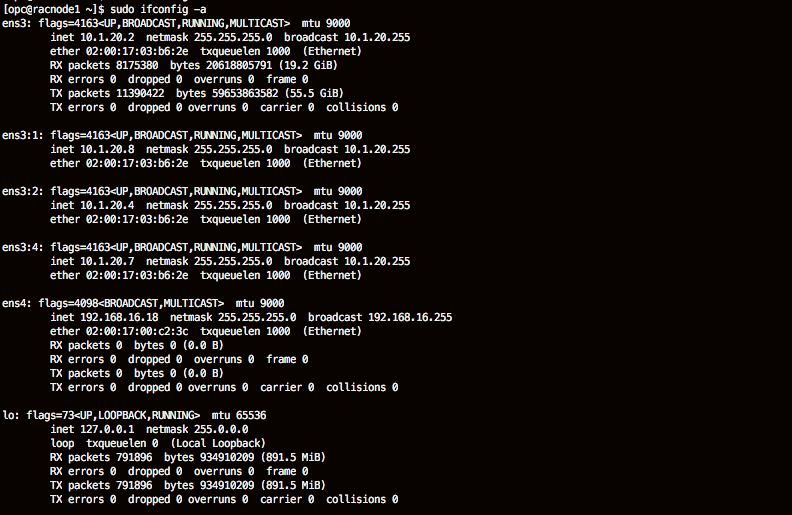 [opc@racnode1 ~]$ sudo ifconfig -a
ens3: flags=4163<UP,BROADCAST,RUNNING,MULTICAST>  mtu 9000
        inet 10.1.20.2  netmask 255.255.255.0  broadcast 10.1.20.255
        ether 02:00:17:03:b6:2e  txqueuelen 1000  (Ethernet)
        RX packets 8175380  bytes 20618805791 (19.2 GiB)
        RX errors 0  dropped 0  overruns 0  frame 0
        TX packets 11390422  bytes 59653863582 (55.5 GiB)
        TX errors 0  dropped 0 overruns 0  carrier 0  collisions 0

ens3:1: flags=4163<UP,BROADCAST,RUNNING,MULTICAST>  mtu 9000
        inet 10.1.20.8  netmask 255.255.255.0  broadcast 10.1.20.255
        ether 02:00:17:03:b6:2e  txqueuelen 1000  (Ethernet)

ens3:2: flags=4163<UP,BROADCAST,RUNNING,MULTICAST>  mtu 9000
        inet 10.1.20.4  netmask 255.255.255.0  broadcast 10.1.20.255
        ether 02:00:17:03:b6:2e  txqueuelen 1000  (Ethernet)

ens3:4: flags=4163<UP,BROADCAST,RUNNING,MULTICAST>  mtu 9000
        inet 10.1.20.7  netmask 255.255.255.0  broadcast 10.1.20.255
        ether 02:00:17:03:b6:2e  txqueuelen 1000  (Ethernet)

ens4: flags=4098<BROADCAST,MULTICAST>  mtu 9000
        inet 192.168.16.18  netmask 255.255.255.0  broadcast 192.168.16.255
        ether 02:00:17:00:c2:3c  txqueuelen 1000  (Ethernet)
        RX packets 0  bytes 0 (0.0 B)
        RX errors 0  dropped 0  overruns 0  frame 0
        TX packets 0  bytes 0 (0.0 B)
        TX errors 0  dropped 0 overruns 0  carrier 0  collisions 0

lo: flags=73<UP,LOOPBACK,RUNNING>  mtu 65536
        inet 127.0.0.1  netmask 255.0.0.0
        loop  txqueuelen 0  (Local Loopback)
        RX packets 791896  bytes 934910209 (891.5 MiB)
        RX errors 0  dropped 0  overruns 0  frame 0
        TX packets 791896  bytes 934910209 (891.5 MiB)
        TX errors 0  dropped 0 overruns 0  carrier 0  collisions 0